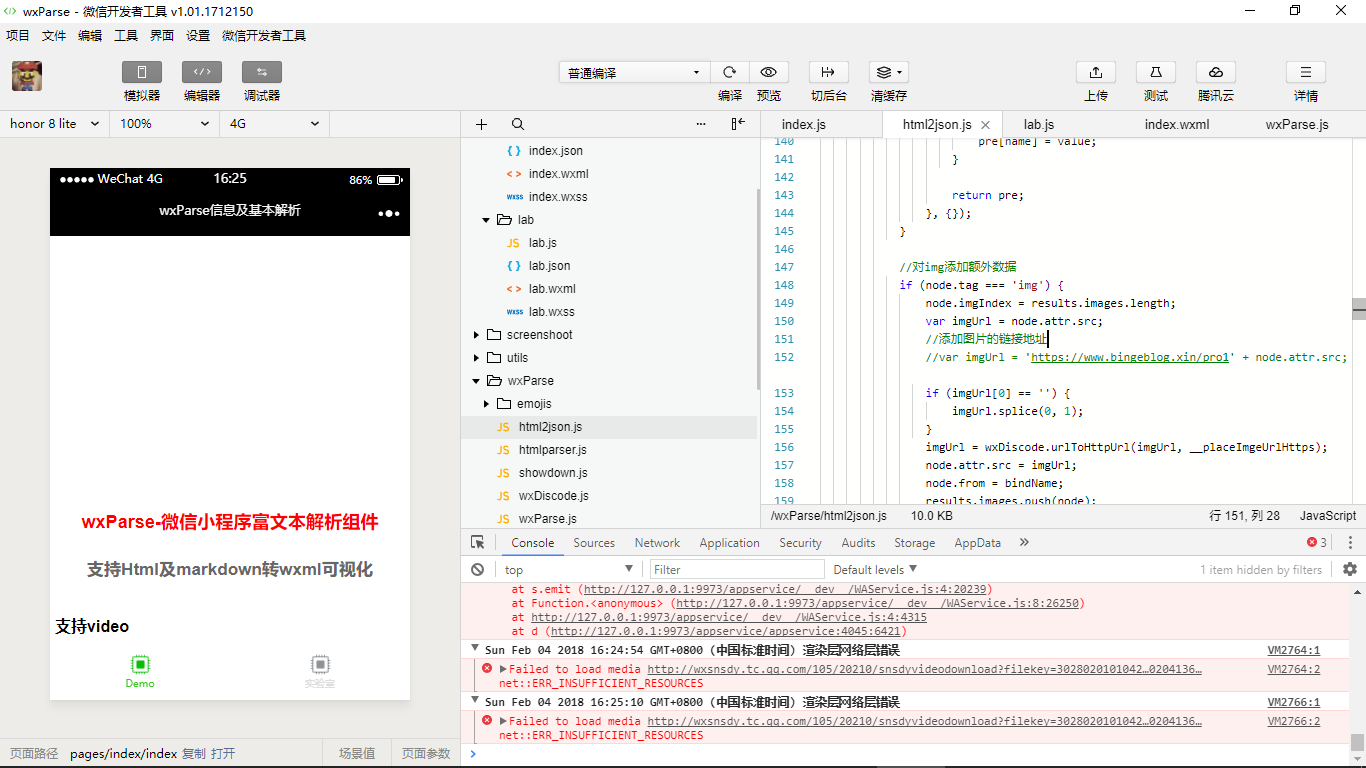 wxParse - 微信开发者工具 v1.01.1712150
项目 文件 编辑 工具 界面 设置 微信开发者工具
模拟器 编辑器 调试器
普通编译
编译 预览 切后台 清缓存
上传 测试 腾讯云 详情
honor 8 lite 100% 4G
WeChat 4G 16:25 86%
wxParse信息及基本解析
wxParse-微信小程序富文本解析组件
支持Html及markdown转wxml可视化
支持video
Demo 实验室
页面路径 pages/index/index 复制 打开 场景值 页面参数
index.json
index.wxml
index.wxss
lab
lab.js
lab.json
lab.wxml
lab.wxss
screenshoot
utils
wxParse
emojis
html2json.js
htmlparser.js
showdown.js
wxDiscode.js
wxParse.js
index.js html2json.js lab.js index.wxml wxParse.js
140 pre[name] = value;
141 }
142
143 return pre;
144 }, {});
145 }
146
147 //对img添加额外数据
148 if (node.tag === 'img') {
149 node.imgIndex = results.images.length;
150 var imgUrl = node.attr.src;
151 //添加图片的链接地址
152 //var imgUrl = 'https://www.bingeblog.xin/pro1' + node.attr.src;
153 if (imgUrl[0] == '') {
154 imgUrl.splice(0, 1);
155 }
156 imgUrl = wxDiscode.urlToHttpUrl(imgUrl, __placeImgeUrlHttps);
157 node.attr.src = imgUrl;
158 node.from = bindName;
159 results.images.push(node);
/wxParse/html2json.js 10.0 KB 行 151, 列 28 JavaScript
Console Sources Network Application Security Audits Storage AppData 3
top Filter Default levels 1 item hidden by filters
at s.emit (http://127.0.0.1:9973/appservice/__dev__/WAService.js:4:20239)
at Function.<anonymous> (http://127.0.0.1:9973/appservice/__dev__/WAService.js:8:26250)
at http://127.0.0.1:9973/appservice/__dev__/WAService.js:4:4315
at d (http://127.0.0.1:9973/appservice/appservice:4045:6421)
Sun Feb 04 2018 16:24:54 GMT+0800 (中国标准时间) 渲染层网络层错误 VM2764:1
Failed to load media http://wxsnsdy.tc.qq.com/105/20210/snsdyvideodownload?filekey=3028020101042…0204136… VM2764:2
net::ERR_INSUFFICIENT_RESOURCES
Sun Feb 04 2018 16:25:10 GMT+0800 (中国标准时间) 渲染层网络层错误 VM2766:1
Failed to load media http://wxsnsdy.tc.qq.com/105/20210/snsdyvideodownload?filekey=3028020101042…0204136… VM2766:2
net::ERR_INSUFFICIENT_RESOURCES